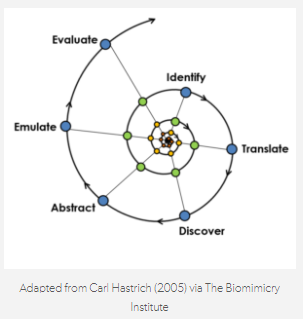 Evaluate
Identify
Emulate
Translate
Abstract
Discover
Adapted from Carl Hastrich (2005) via The Biomimicry
Institute